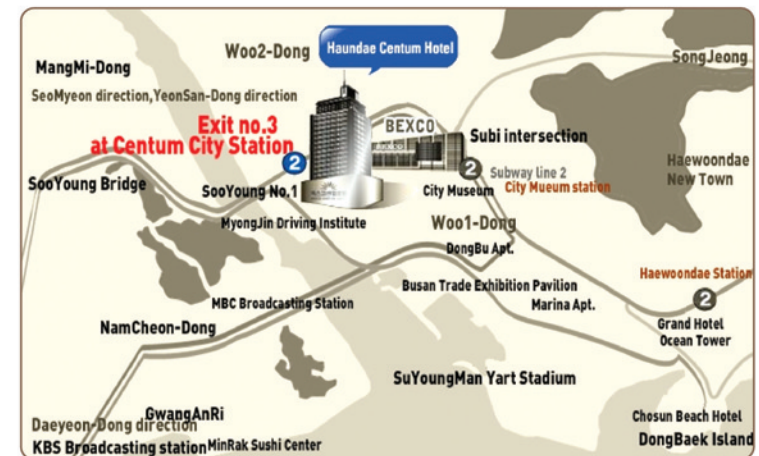 Haundae Centum Hotel
Woo2-Dong
SongJeong
MangMi-Dong
SeoMyeon direction,YeonSan-Dong direction
Exit no.3
at Centum City Station
BEXCO
Subi intersection
2
2
Subway line 2
Haewoondae
New Town
SooYoung Bridge
SooYoung No.1
City Museum
City Mueum station
MyongJin Driving Institute
Woo1-Dong
DongBu Apt.
Haewoondae Station
Busan Trade Exhibition Pavilion
2
MBC Broadcasting Station
Marina Apt.
NamCheon-Dong
Grand Hotel
Ocean Tower
SuYoungMan Yart Stadium
GwangAnRi
Daeyeon-Dong direction
Chosun Beach Hotel
KBS Broadcasting station
MinRak Sushi Center
DongBaek Island